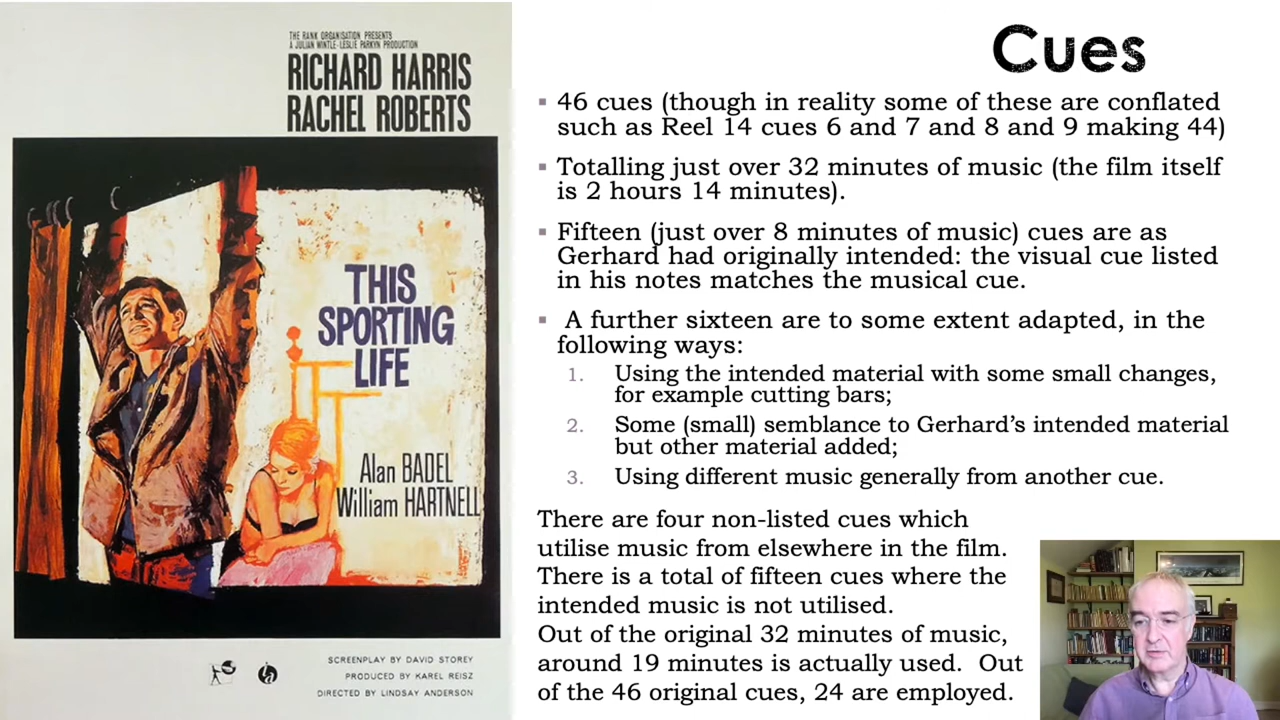 THE RANK ORGANISATION PRESENTS
A JULIAN WINTLE-LESLIE PARKYN PRODUCTION
RICHARD HARRIS
RACHEL ROBERTS
THIS
SPORTING
LIFE
Alan BADEL
William HARTNELL
SCREENPLAY BY DAVID STOREY
PRODUCED BY KAREL REISZ
DIRECTED BY LINDSAY ANDERSON
Cues
▪ 46 cues (though in reality some of these are conflated
such as Reel 14 cues 6 and 7 and 8 and 9 making 44)
▪ Totalling just over 32 minutes of music (the film itself
is 2 hours 14 minutes).
▪ Fifteen (just over 8 minutes of music) cues are as
Gerhard had originally intended: the visual cue listed
in his notes matches the musical cue.
▪ A further sixteen are to some extent adapted, in the
following ways:
1. Using the intended material with some small changes,
for example cutting bars;
2. Some (small) semblance to Gerhard’s intended material
but other material added;
3. Using different music generally from another cue.
There are four non-listed cues which
utilise music from elsewhere in the film.
There is a total of fifteen cues where the
intended music is not utilised.
Out of the original 32 minutes of music,
around 19 minutes is actually used. Out
of the 46 original cues, 24 are employed.